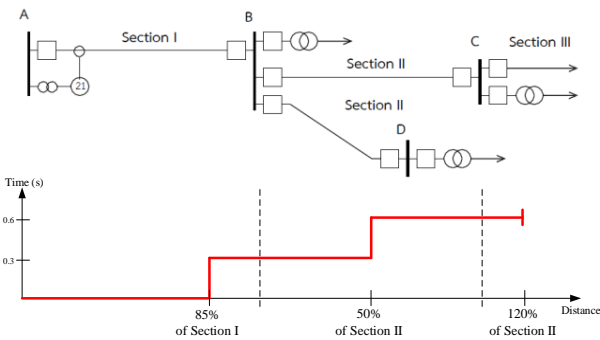 A
B
C
Section I
Section III
Section II
21
Section II
D
Time (s)
0.6
0.3
85%
of Section I
50%
of Section II
120%
of Section II
Distance